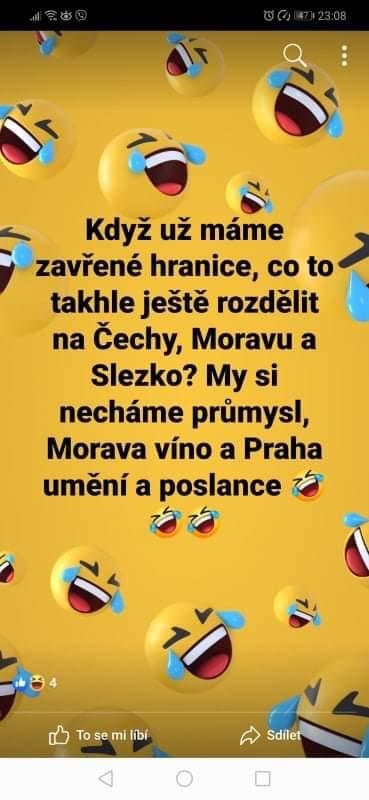 47 23:08
Když už máme
zavřené hranice, co to
takhle ještě rozdělit
na Čechy, Moravu a
Slezko? My si
necháme průmysl,
Morava víno a Praha
umění a poslance 🤣
🤣🤣
4
To se mi líbí
Sdílet